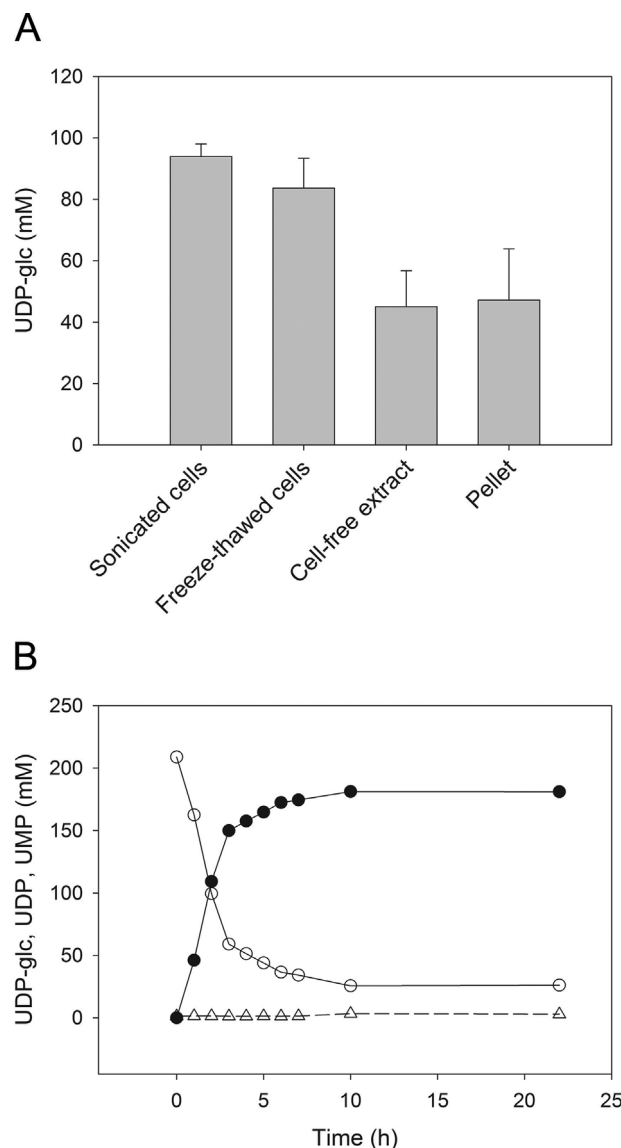 A
UDP-glc (mM)
120
100
80
60
40
20
0
Sonicated cells
Freeze-thawed cells
Cell-free extract
Pellet
B
UDP-glc, UDP, UMP (mM)
250
200
150
100
50
0
0 5 10 15 20 25
Time (h)